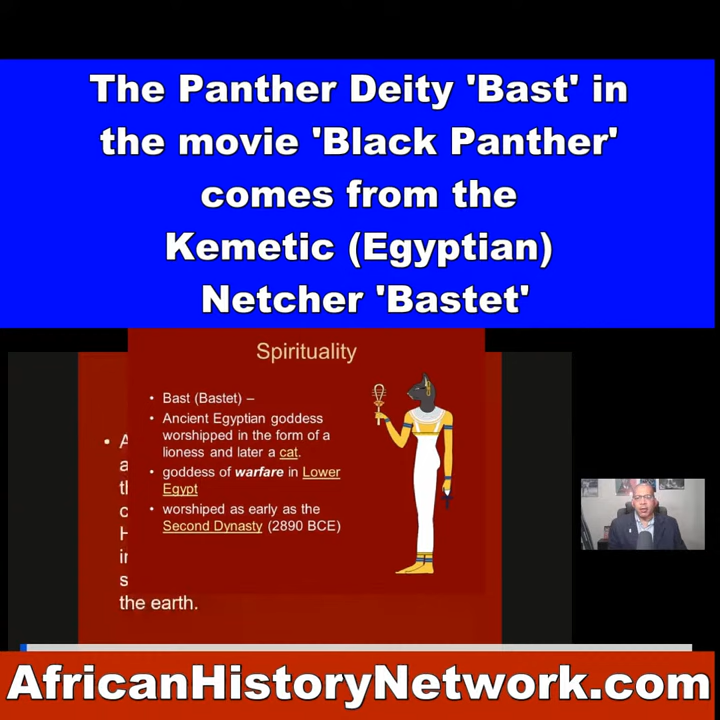 The Panther Deity 'Bast' in
the movie 'Black Panther'
comes from the
Kemetic (Egyptian)
Netcher 'Bastet'
Spirituality
• Bast (Bastet) –
• Ancient Egyptian goddess
worshipped in the form of a
lioness and later a cat.
• goddess of warfare in Lower
Egypt
• worshiped as early as the
Second Dynasty (2890 BCE)
the earth.
AfricanHistoryNetwork.com